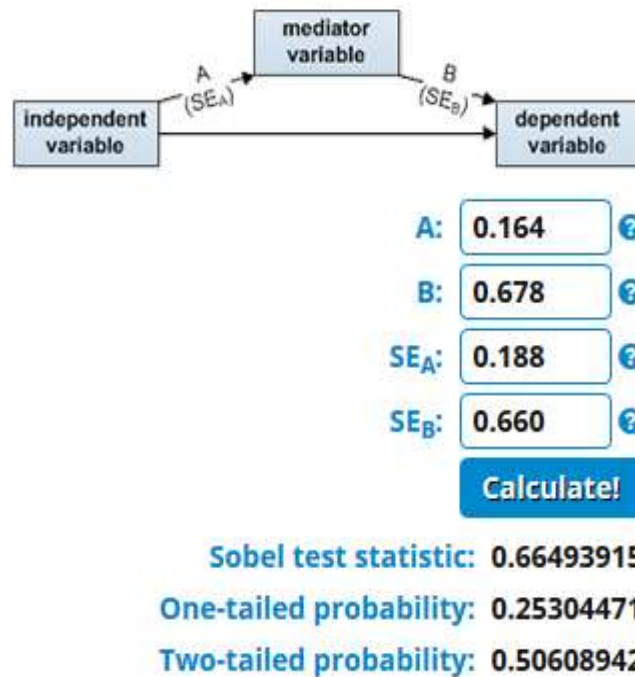 mediator
variable
A
(SEA)
B
(SEB)
independent
variable
dependent
variable
A: 0.164 ?
B: 0.678 ?
SEA: 0.188 ?
SEB: 0.660 ?
Calculate!
Sobel test statistic: 0.66493915
One-tailed probability: 0.25304471
Two-tailed probability: 0.50608942